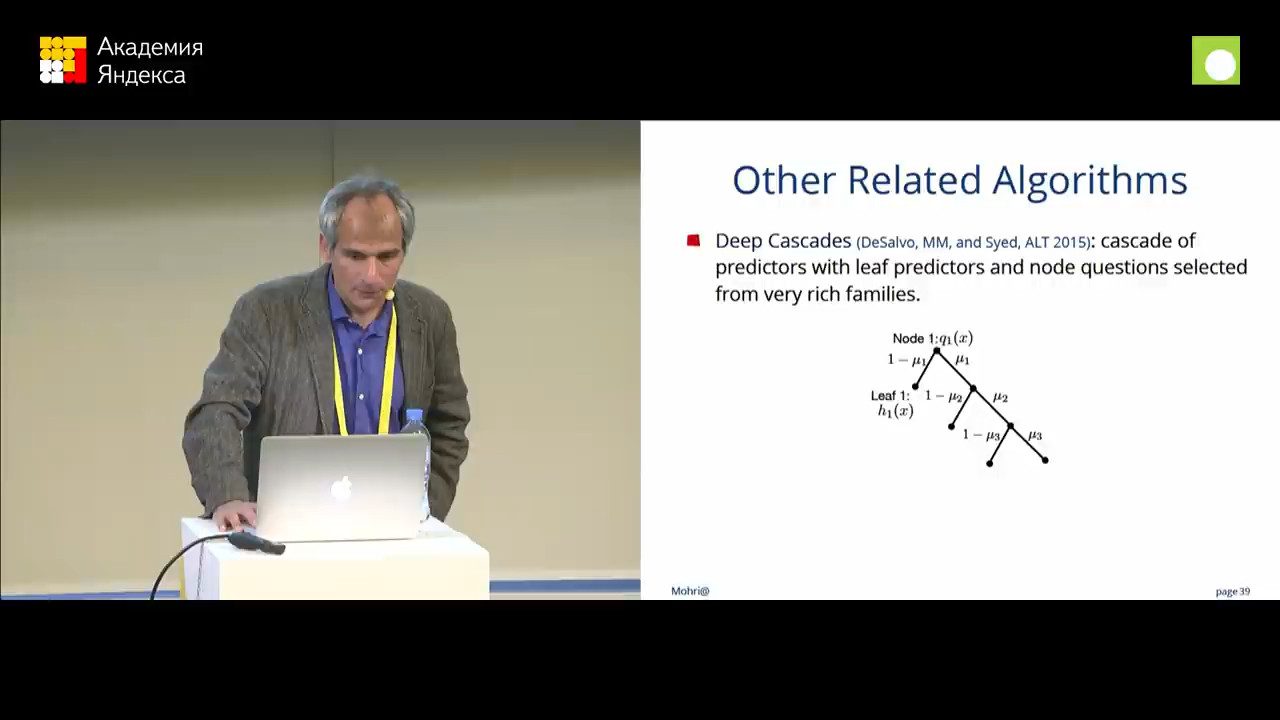 Академия
Яндекса
Other Related Algorithms
Deep Cascades (DeSalvo, MM, and Syed, ALT 2015): cascade of
predictors with leaf predictors and node questions selected
from very rich families.
Node 1:q₁(x)
1 − μ₁ μ₁
Leaf 1: 1 − μ₂ μ₂
h₁(x)
1 − μ₃ μ₃
Mohri@ page 39